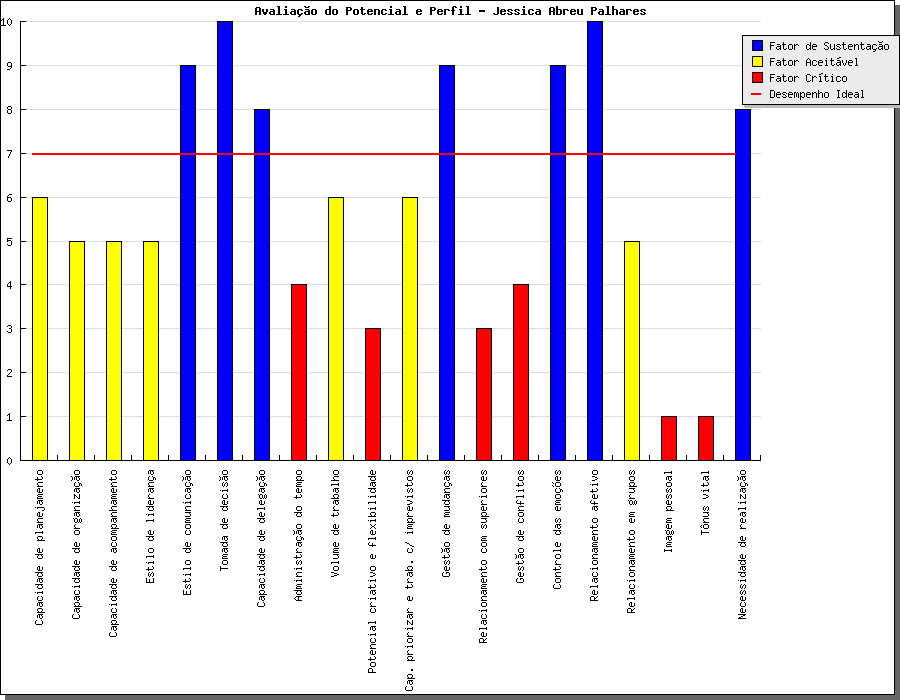 Avaliação do Potencial e Perfil - Jessica Abreu Palhares
Fator de Sustentação
Fator Aceitável
Fator Crítico
Desempenho Ideal
10
9
8
7
6
5
4
3
2
1
0
Capacidade de planejamento
Capacidade de organização
Capacidade de acompanhamento
Estilo de liderança
Estilo de comunicação
Tomada de decisão
Capacidade de delegação
Administração do tempo
Volume de trabalho
Potencial criativo e flexibilidade
Cap. priorizar e trab. c/ imprevistos
Gestão de mudanças
Relacionamento com superiores
Gestão de conflitos
Controle das emoções
Relacionamento afetivo
Relacionamento em grupos
Imagem pessoal
Tônus vital
Necessidade de realização